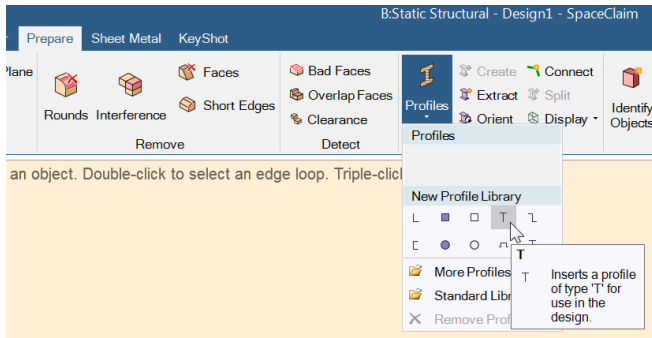 B:Static Structural - Design1 - SpaceClaim
Prepare Sheet Metal KeyShot
Plane
Faces
Bad Faces
Create
Connect
Overlap Faces
Extract
Split
Rounds
Interference
Short Edges
Clearance
Profiles
Orient
Display
Identify
Objects
Remove
Detect
Profiles
an object. Double-click to select an edge loop. Triple-clic
New Profile Library
More Profiles
T
Standard Libr
Inserts a profile
of type 'T' for
use in the
design.
Remove Prof